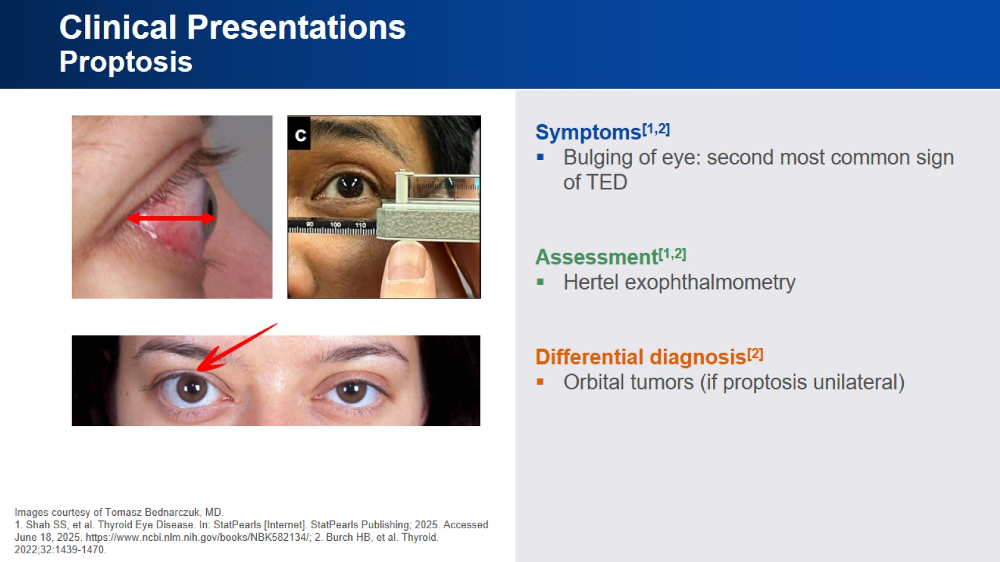 Clinical Presentations
Proptosis
C
90 100 110
Symptoms[1,2]
▪ Bulging of eye: second most common sign
of TED
Assessment[1,2]
▪ Hertel exophthalmometry
Differential diagnosis[2]
▪ Orbital tumors (if proptosis unilateral)
Images courtesy of Tomasz Bednarczuk, MD.
1. Shah SS, et al. Thyroid Eye Disease. In: StatPearls [Internet]. StatPearls Publishing; 2025. Accessed
June 18, 2025. https://www.ncbi.nlm.nih.gov/books/NBK582134/; 2. Burch HB, et al. Thyroid.
2022;32:1439-1470.